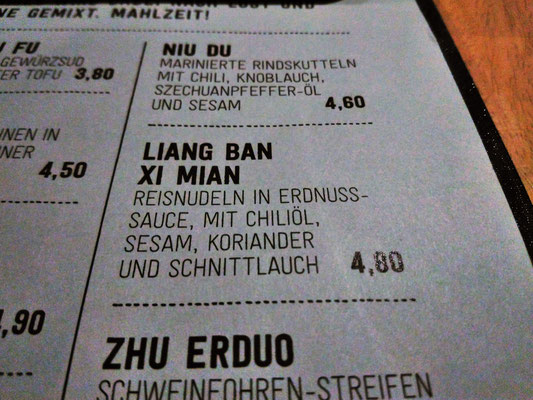 NE GEMIXT. MAHLZEIT!
FU
GEWÜRZSUD
ER TOFU 3,80
NEN IN
NER
4,50
,90
NIU DU
MARINIERTE RINDSKUTTELN
MIT CHILI, KNOBLAUCH,
SZECHUANPFEFFER-ÖL
UND SESAM 4,60
LIANG BAN
XI MIAN
REISNUDELN IN ERDNUSS-
SAUCE, MIT CHILIÖL,
SESAM, KORIANDER
UND SCHNITTLAUCH 4,80
ZHU ERDUO
SCHWEINEOHREN-STREIFEN